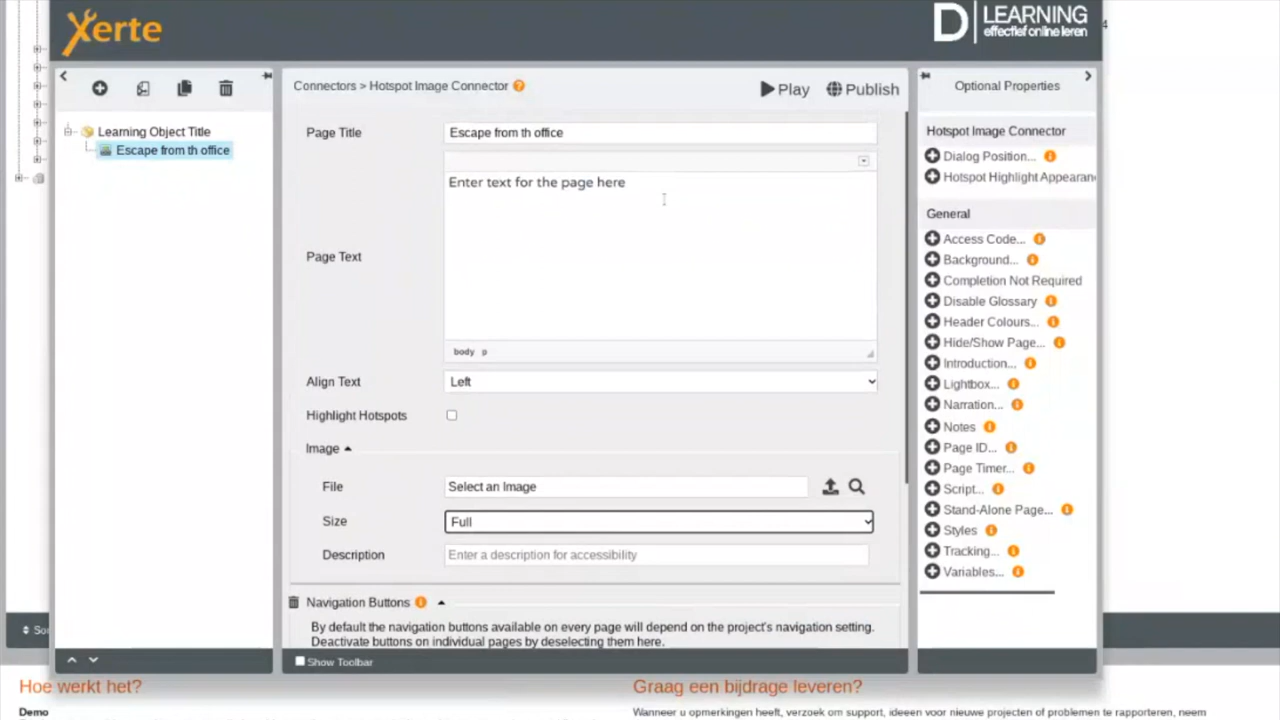 Xerte
D LEARNING
effectief online leren
4
Connectors > Hotspot Image Connector
Play
Publish
Optional Properties
Learning Object Title
Escape from th office
Page Title
Escape from th office
Enter text for the page here
Page Text
body p
Align Text
Left
Highlight Hotspots
Image
File
Select an Image
Size
Full
Description
Enter a description for accessibility
Navigation Buttons
By default the navigation buttons available on every page will depend on the project's navigation setting.
Deactivate buttons on individual pages by deselecting them here.
Show Toolbar
Hotspot Image Connector
Dialog Position...
Hotspot Highlight Appearan
General
Access Code...
Background...
Completion Not Required
Disable Glossary
Header Colours...
Hide/Show Page...
Introduction...
Lightbox...
Narration...
Notes
Page ID...
Page Timer...
Script...
Stand-Alone Page...
Styles
Tracking...
Variables...
Sor
Hoe werkt het?
Demo
Graag een bijdrage leveren?
Wanneer u opmerkingen heeft, verzoek om support, ideeen voor nieuwe projecten of problemen te rapporteren, neem